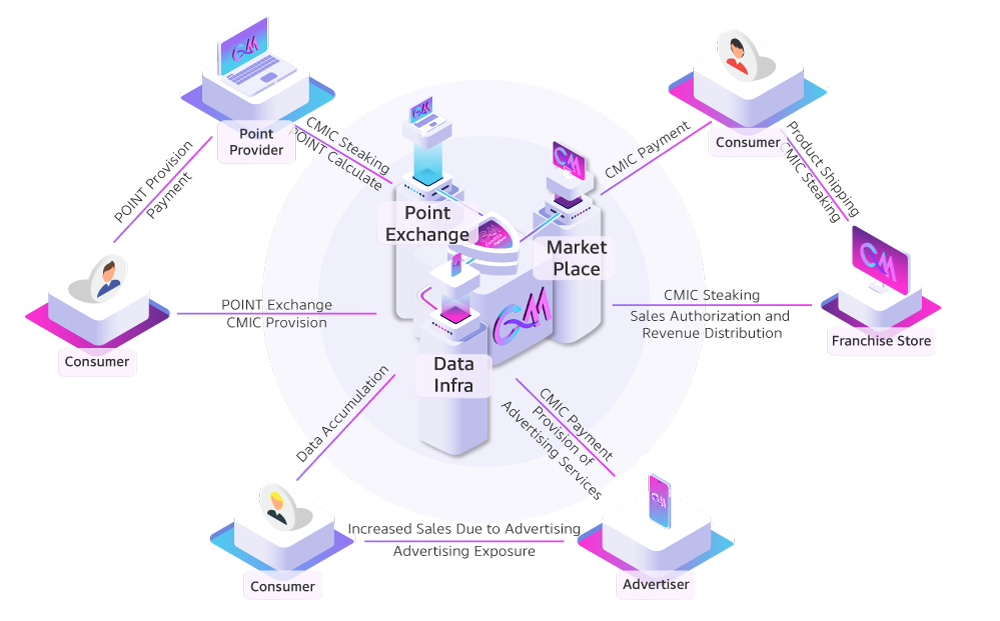 Point
Provider
Consumer
CMIC Steaking
POINT Calculate
CMIC Payment
Product Shipping
CMIC Steaking
POINT Provision
Payment
Point
Exchange
CM
Market
Place
CM
Consumer
POINT Exchange
CMIC Provision
CMIC Steaking
Sales Authorization and
Revenue Distribution
Franchise Store
Data
Infra
Data Accumulation
CMIC Payment
Provision of
Advertising Services
Consumer
Increased Sales Due to Advertising
Advertising Exposure
Advertiser